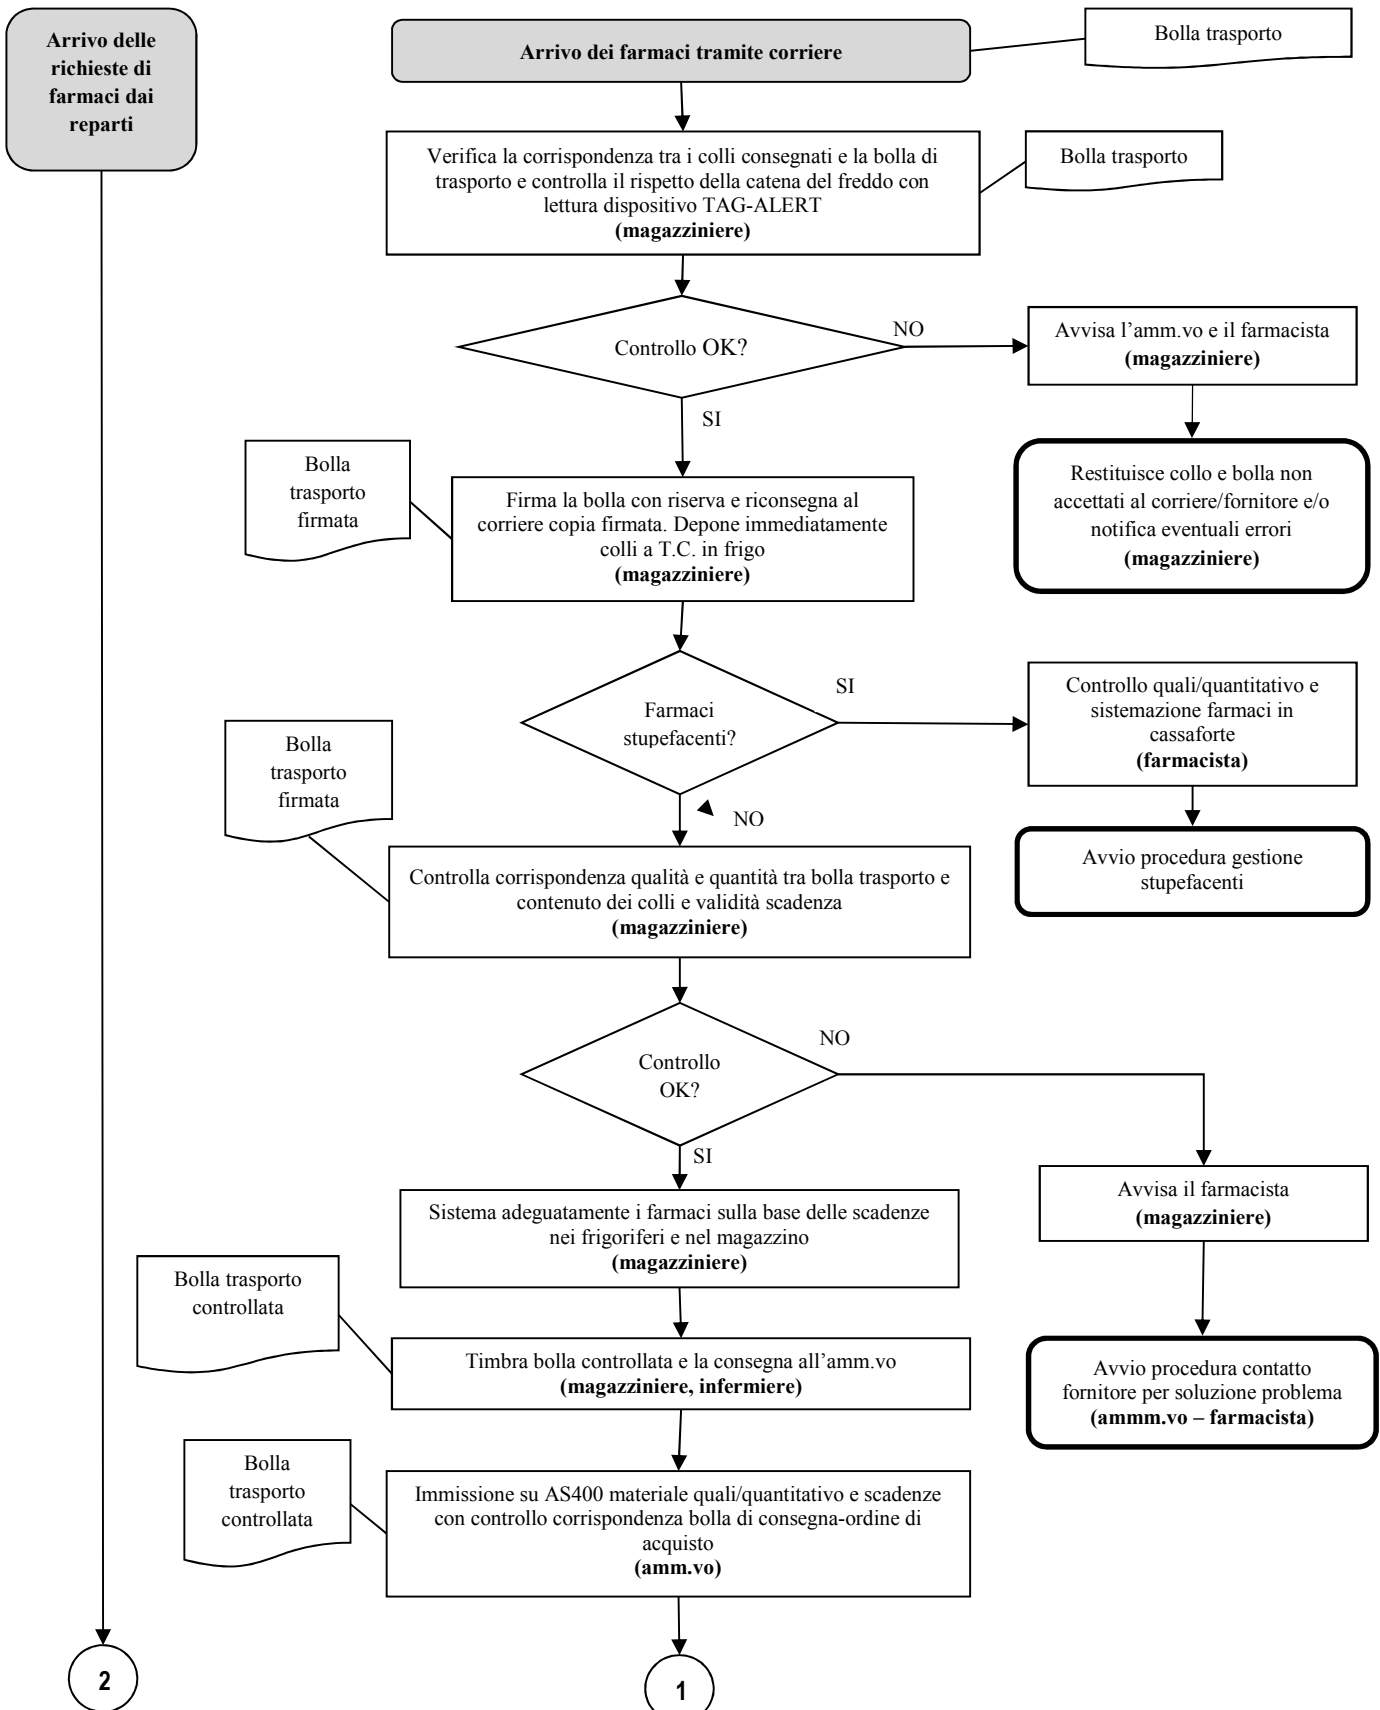 Arrivo delle
richieste di
farmaci dai
reparti
Arrivo dei farmaci tramite corriere
Bolla trasporto
Verifica la corrispondenza tra i colli consegnati e la bolla di
trasporto e controlla il rispetto della catena del freddo con
lettura dispositivo TAG-ALERT
(magazziniere)
Bolla trasporto
Controllo OK?
NO
Avvisa l’amm.vo e il farmacista
(magazziniere)
SI
Restituisce collo e bolla non
accettati al corriere/fornitore e/o
notifica eventuali errori
(magazziniere)
Bolla
trasporto
firmata
Firma la bolla con riserva e riconsegna al
corriere copia firmata. Depone immediatamente
colli a T.C. in frigo
(magazziniere)
Farmaci
stupefacenti?
SI
Controllo quali/quantitativo e
sistemazione farmaci in
cassaforte
(farmacista)
Bolla
trasporto
firmata
NO
Avvio procedura gestione
stupefacenti
Controlla corrispondenza qualità e quantità tra bolla trasporto e
contenuto dei colli e validità scadenza
(magazziniere)
Controllo
OK?
NO
SI
Avvisa il farmacista
(magazziniere)
Sistema adeguatamente i farmaci sulla base delle scadenze
nei frigoriferi e nel magazzino
(magazziniere)
Bolla trasporto
controllata
Timbra bolla controllata e la consegna all’amm.vo
(magazziniere, infermiere)
Avvio procedura contatto
fornitore per soluzione problema
(ammm.vo – farmacista)
Bolla
trasporto
controllata
Immissione su AS400 materiale quali/quantitativo e scadenze
con controllo corrispondenza bolla di consegna-ordine di
acquisto
(amm.vo)
2
1